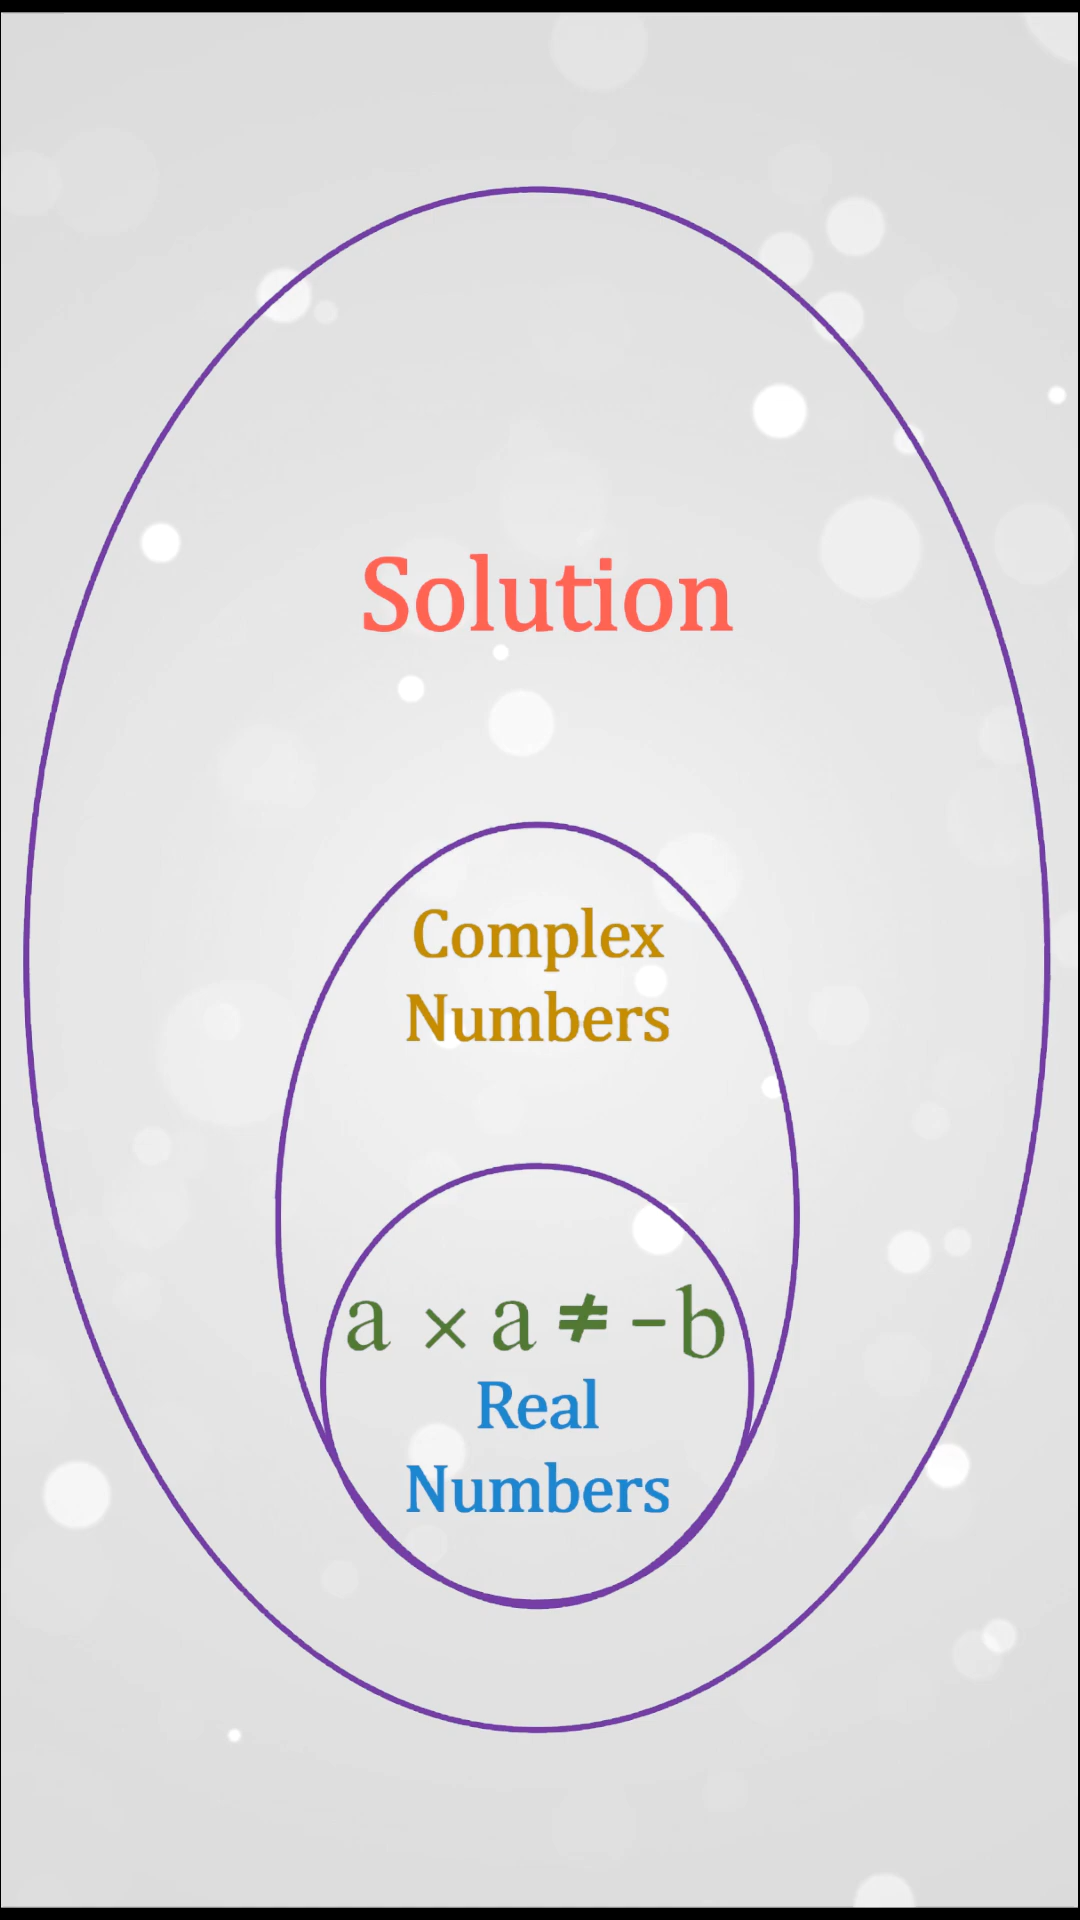 Solution
Complex
Numbers
a × a ≠ -b
Real
Numbers